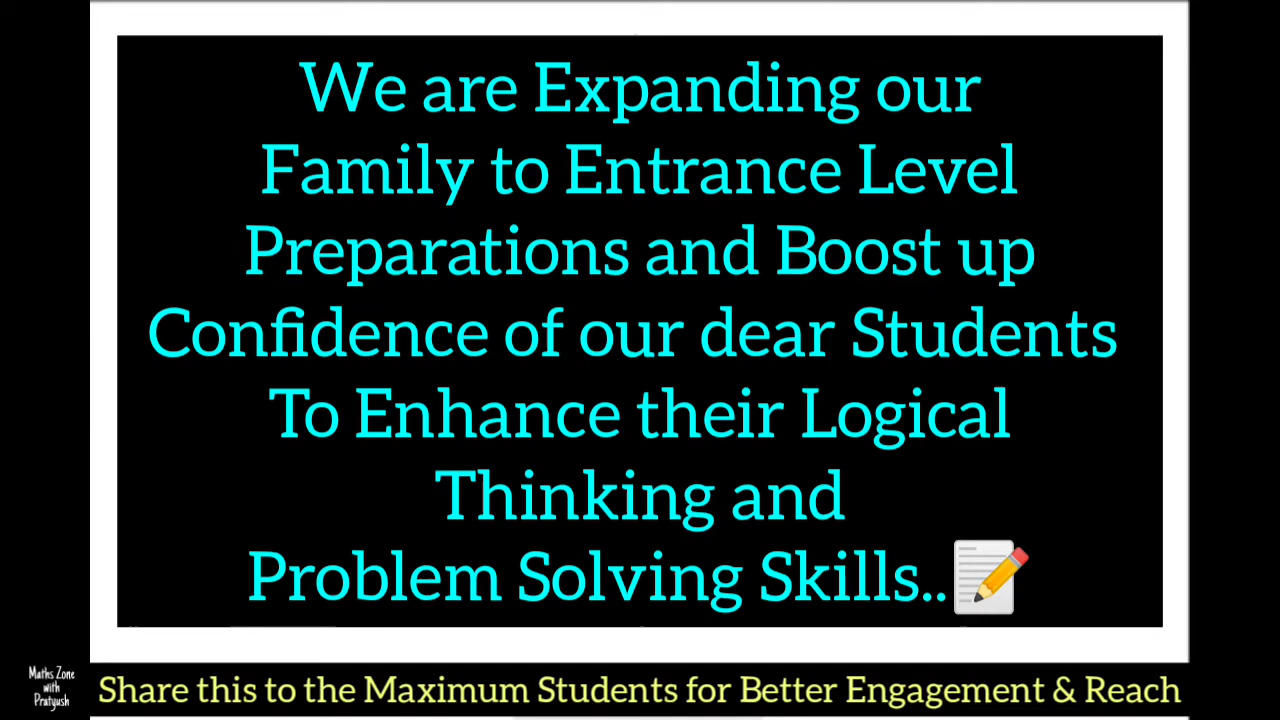 We are Expanding our
Family to Entrance Level
Preparations and Boost up
Confidence of our dear Students
To Enhance their Logical
Thinking and
Problem Solving Skills..📝
Maths Zone
with
Pratyush
Share this to the Maximum Students for Better Engagement & Reach